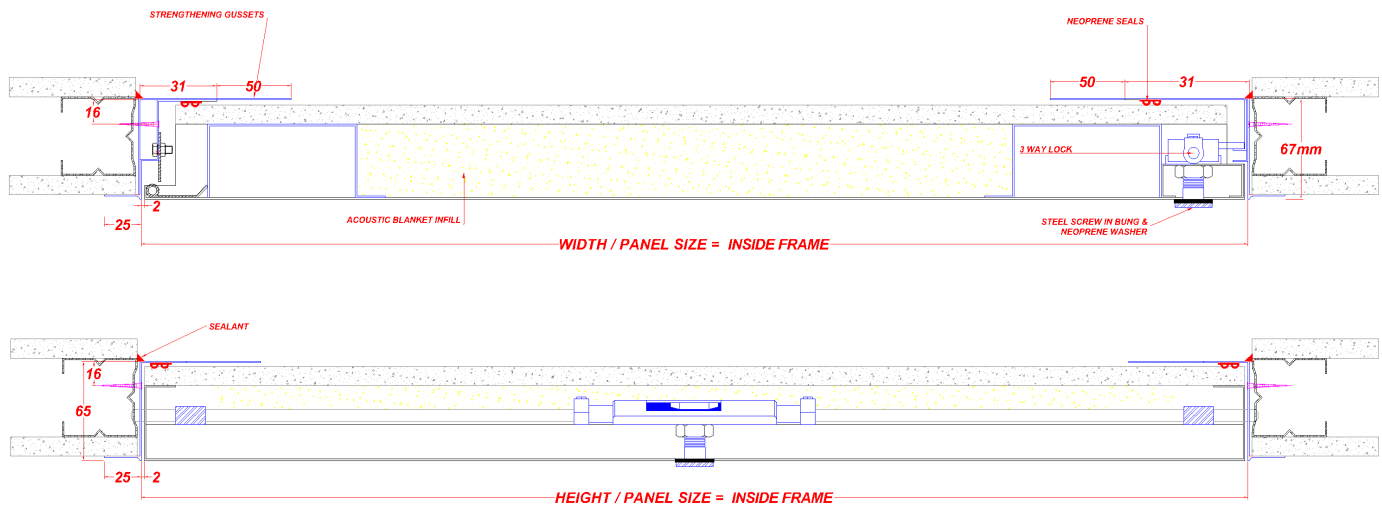 STRENGTHENING GUSSETS
NEOPRENE SEALS
31
50
50
31
16
3 WAY LOCK
67mm
2
25
ACOUSTIC BLANKET INFILL
STEEL SCREW IN BUNG &
NEOPRENE WASHER
WIDTH / PANEL SIZE = INSIDE FRAME
SEALANT
16
65
25
2
HEIGHT / PANEL SIZE = INSIDE FRAME